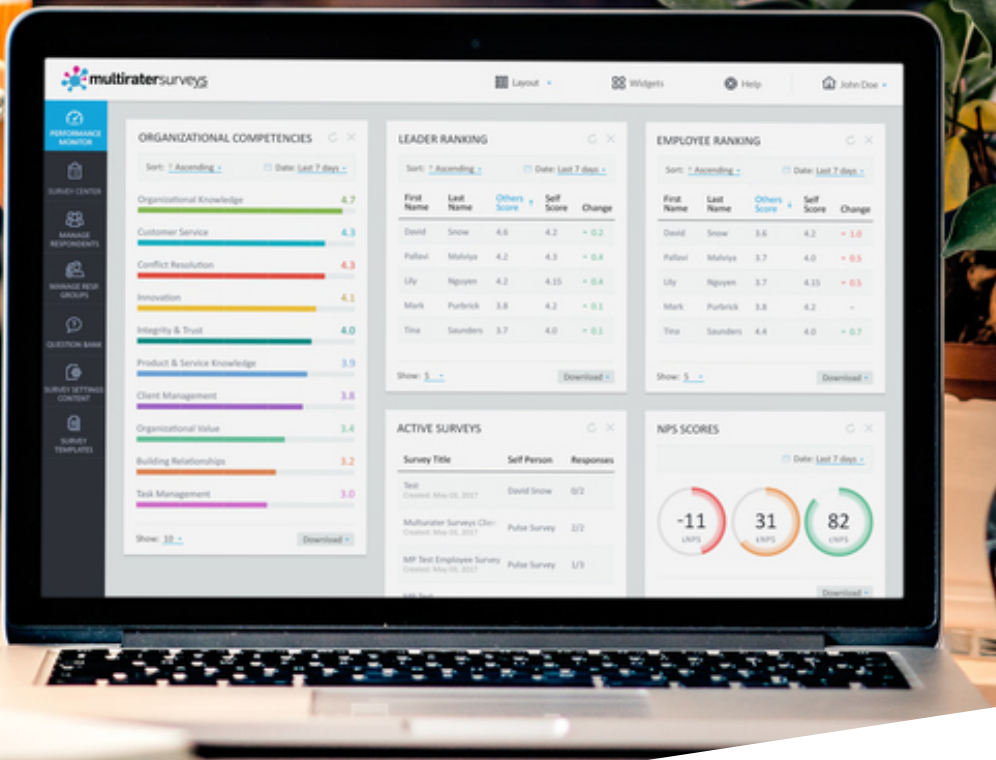 multiratersurveys
Layout
Widgets
Help
John Doe
PERFORMANCE
MONITOR
SURVEY CENTER
MANAGE
RESPONDENTS
MANAGE RESP.
GROUPS
QUESTION BANK
SURVEY SETTINGS
CONTENT
SURVEY
TEMPLATES
ORGANIZATIONAL COMPETENCIES
Sort: ↑ Ascending Date: Last 7 days
Organizational Knowledge 4.7
Customer Service 4.3
Conflict Resolution 4.3
Innovation 4.1
Integrity & Trust 4.0
Product & Service Knowledge 3.9
Client Management 3.8
Organizational Value 3.4
Building Relationships 3.2
Task Management 3.0
Show: 10 Download
LEADER RANKING
Sort: ↑ Ascending Date: Last 7 days
First Last Others Self
Name Name Score ↑ Score Change
David Snow 4.6 4.2 0.2
Pallavi Malviya 4.2 4.3 0.4
Lily Nguyen 4.2 4.15 0.4
Mark Purbrick 3.8 4.2 0.1
Tina Saunders 3.7 4.0 0.1
Show: 5 Download
EMPLOYEE RANKING
Sort: ↑ Ascending Date: Last 7 days
First Last Others Self
Name Name Score ↓ Score Change
David Snow 3.6 4.2 1.0
Pallavi Malviya 3.7 4.0 0.5
Lily Nguyen 3.7 4.15 0.5
Mark Purbrick 3.8 4.2 -
Tina Saunders 4.4 4.0 0.7
Show: 5 Download
ACTIVE SURVEYS
Survey Title Self Person Responses
Test
Created: May 03, 2017 David Snow 0/2
Multurater Surveys Clie
Created: May 03, 2017 Pulse Survey 2/2
MP Test Employee Survey
Created: May 03, 2017 Pulse Survey 1/3
NPS SCORES
Date: Last 7 days
-11 31 82
Download